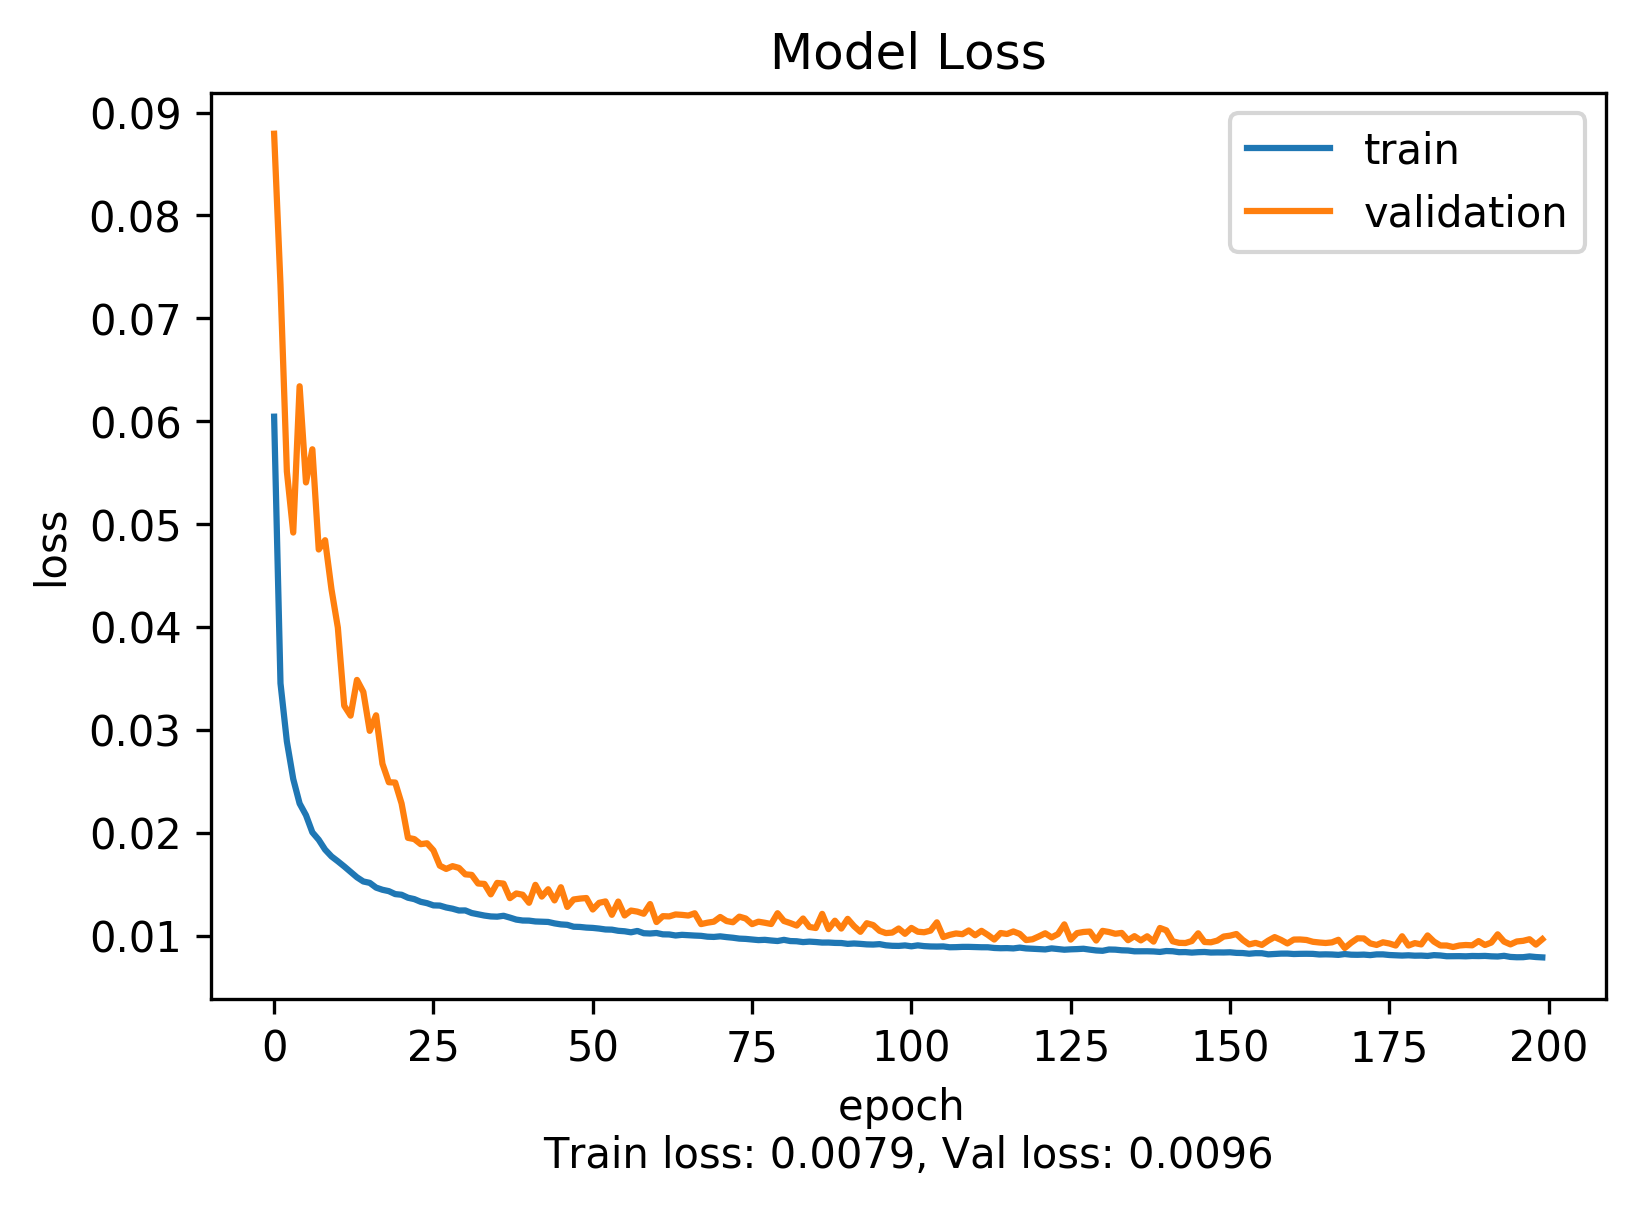 Model Loss
0.09
0.08
0.07
0.06
0.05
0.04
0.03
0.02
0.01
loss
train
validation
0 25 50 75 100 125 150 175 200
epoch
Train loss: 0.0079, Val loss: 0.0096